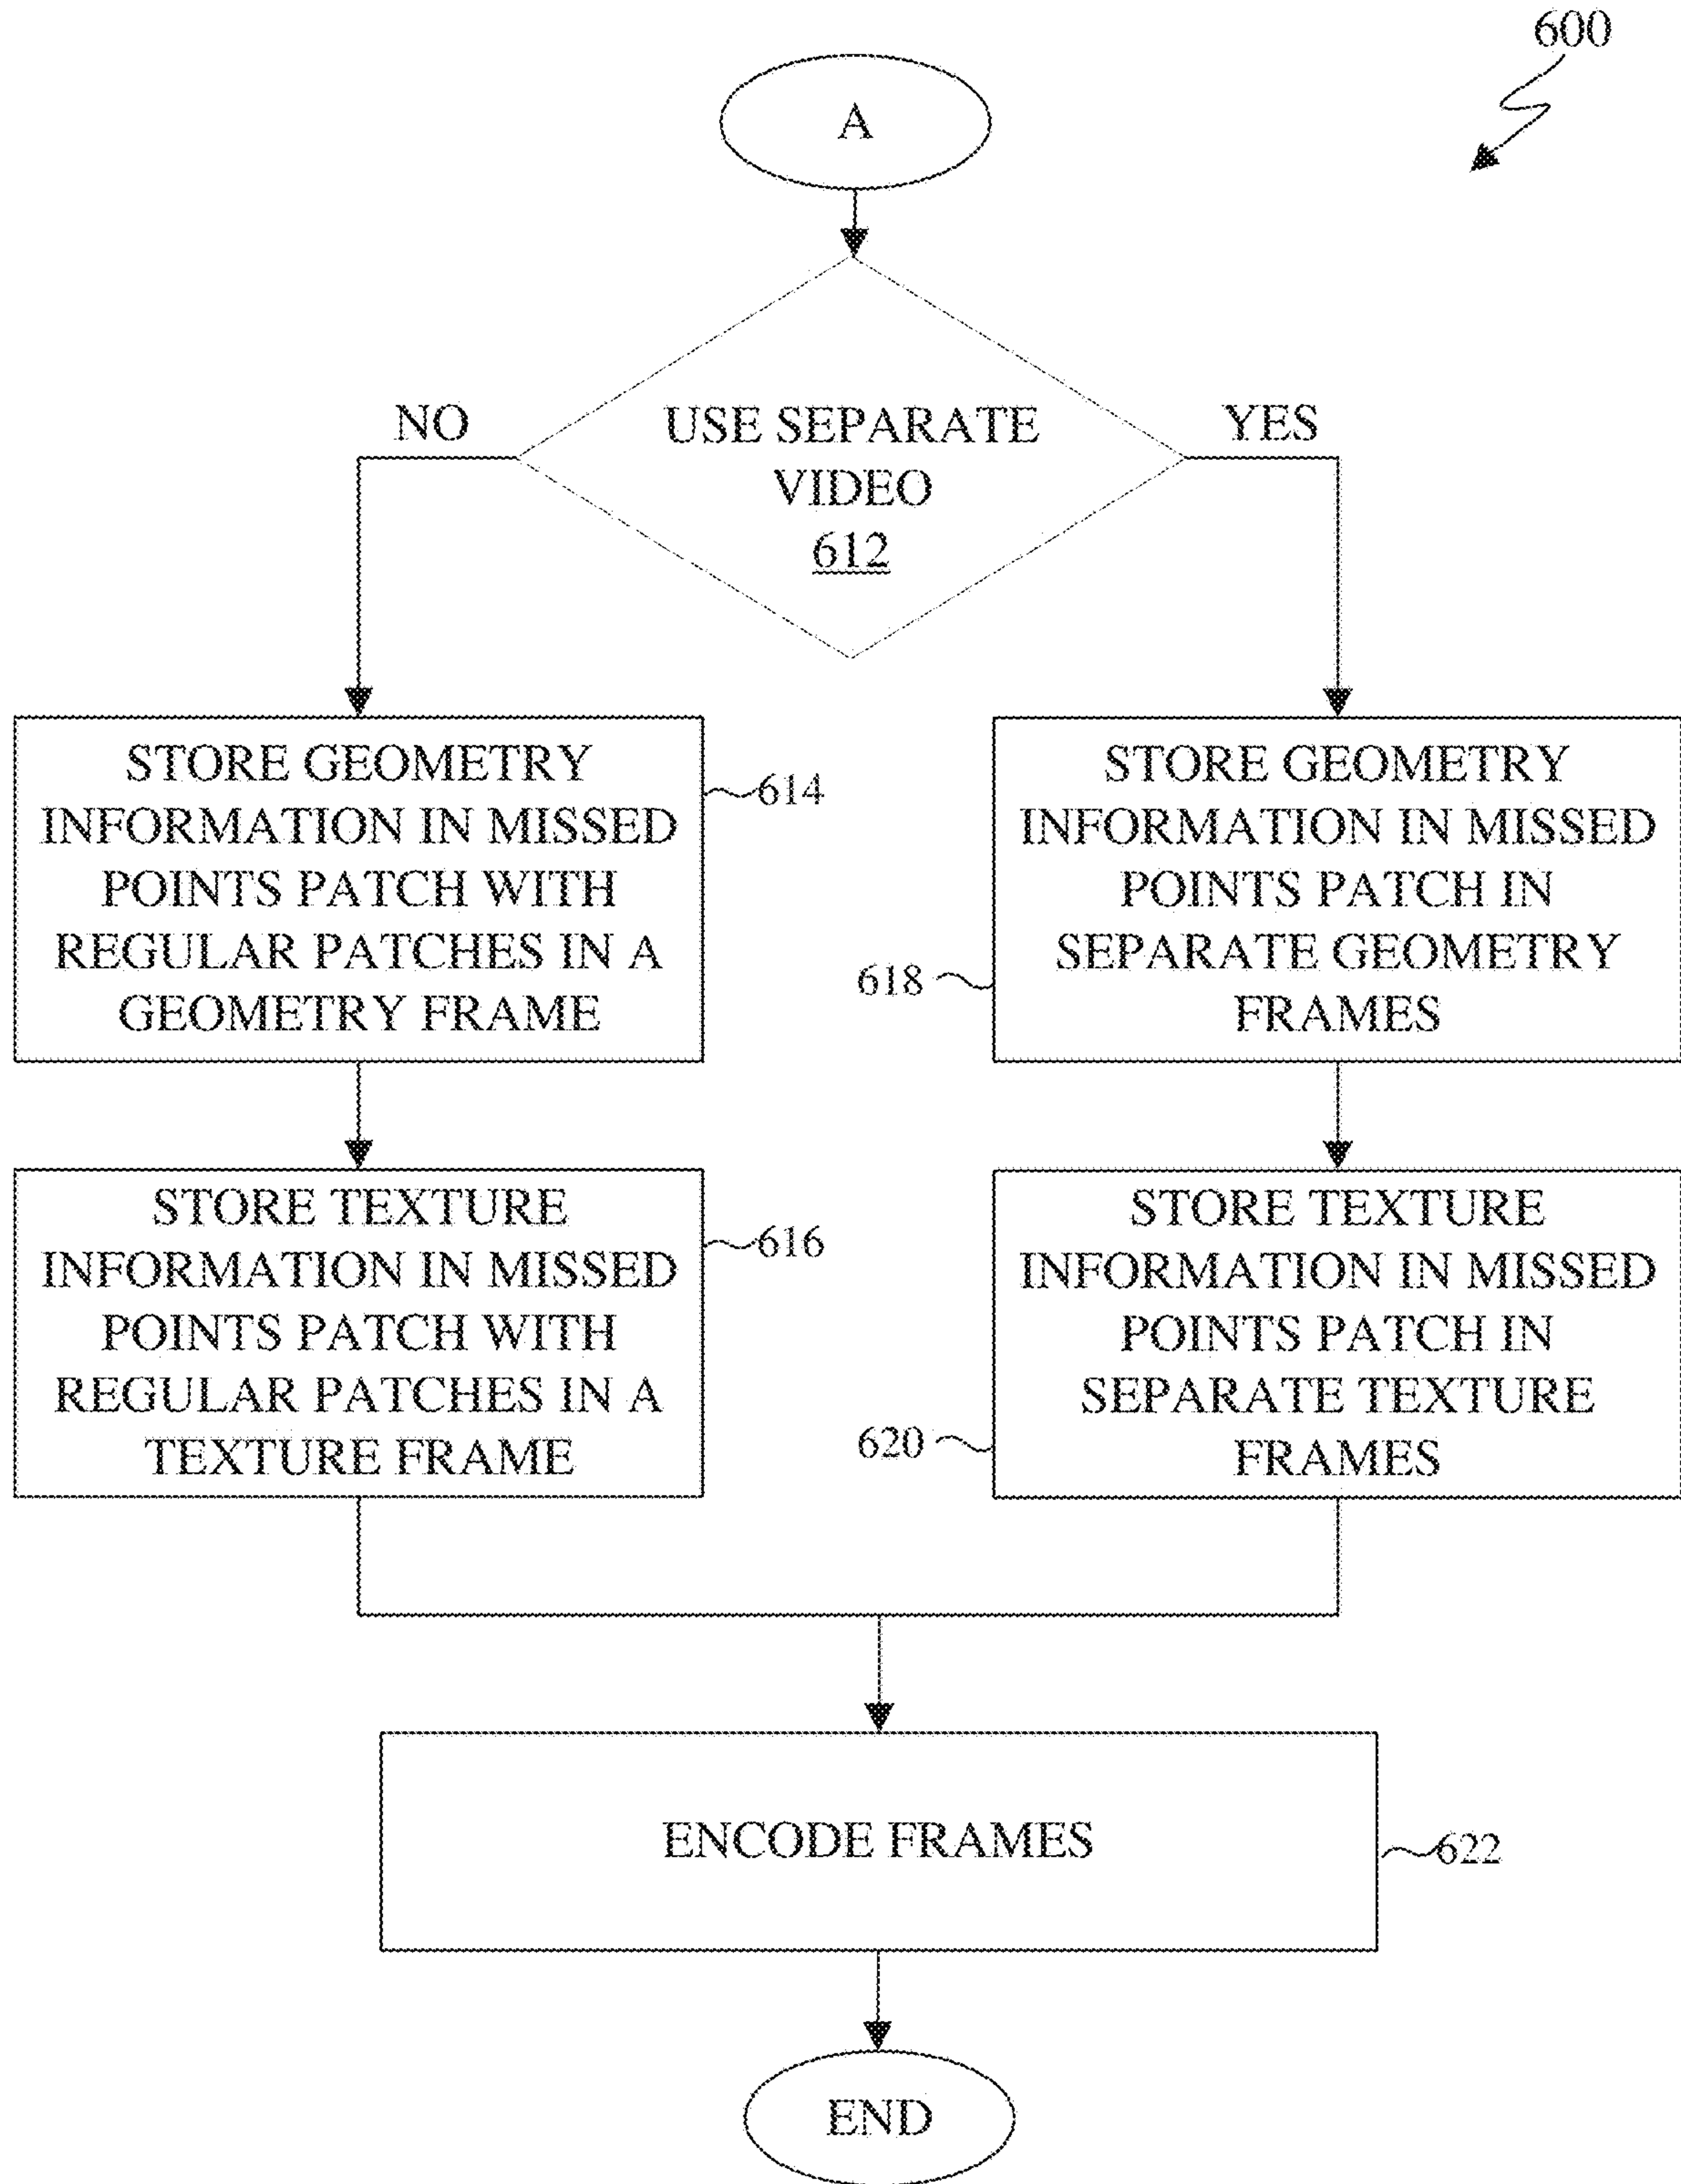 600
A
USE SEPARATE
VIDEO
612
NO
YES
STORE GEOMETRY
INFORMATION IN MISSED
POINTS PATCH WITH
REGULAR PATCHES IN A
GEOMETRY FRAME
614
STORE GEOMETRY
INFORMATION IN MISSED
POINTS PATCH IN
SEPARATE GEOMETRY
FRAMES
618
STORE TEXTURE
INFORMATION IN MISSED
POINTS PATCH WITH
REGULAR PATCHES IN A
TEXTURE FRAME
616
STORE TEXTURE
INFORMATION IN MISSED
POINTS PATCH IN
SEPARATE TEXTURE
FRAMES
620
ENCODE FRAMES
622
END